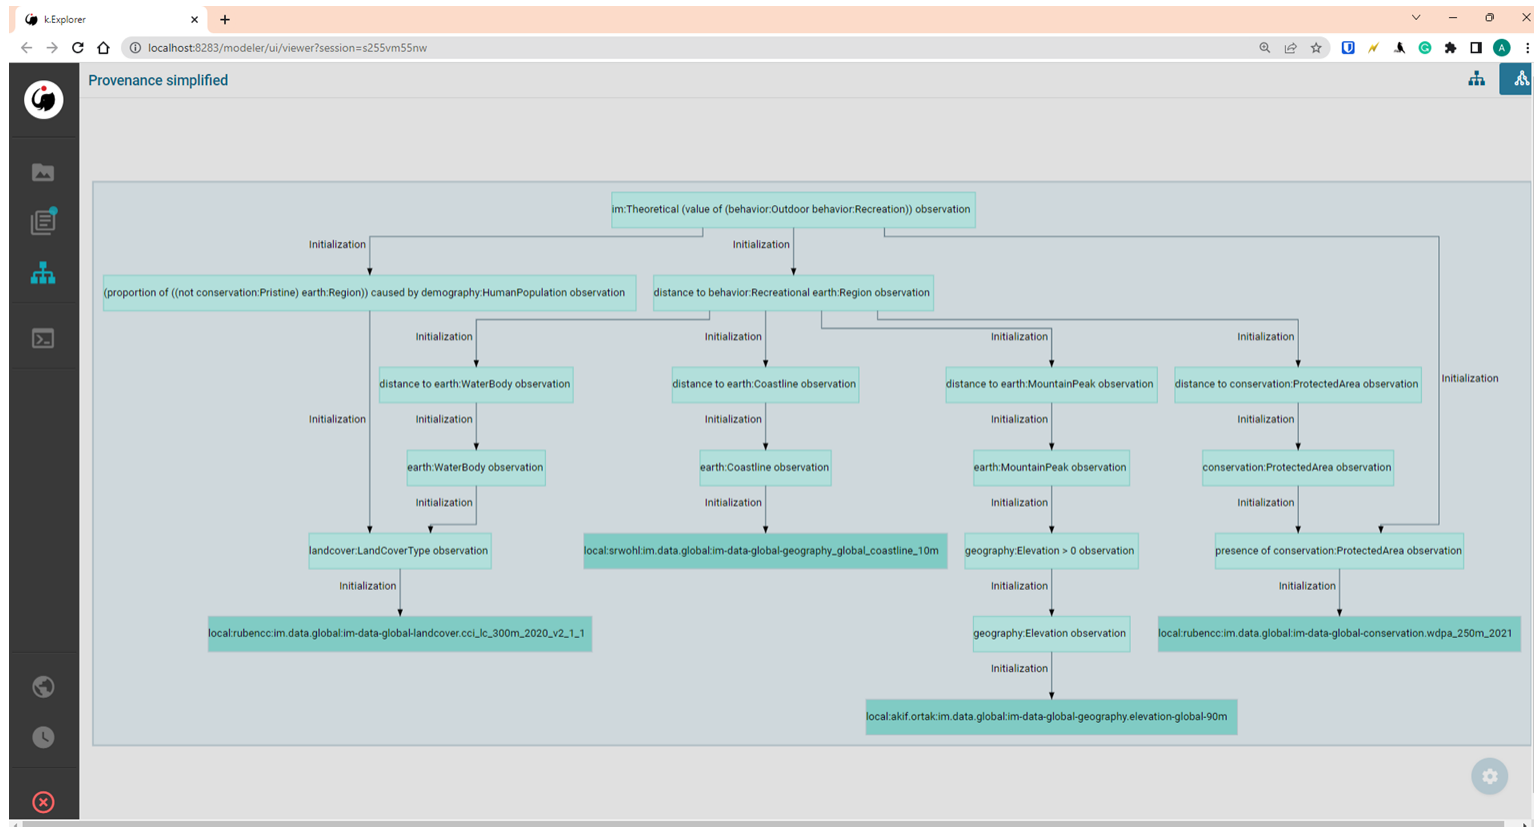 k.Explorer
localhost:8283/modeler/ui/viewer?session=s255vm55nw
A
Provenance simplified
im:Theoretical (value of (behavior:Outdoor behavior:Recreation)) observation
Initialization
Initialization
(proportion of ((not conservation:Pristine) earth:Region)) caused by demography:HumanPopulation observation
distance to behavior:Recreational earth:Region observation
Initialization
Initialization
Initialization
Initialization
distance to earth:WaterBody observation
distance to earth:Coastline observation
distance to earth:MountainPeak observation
distance to conservation:ProtectedArea observation
Initialization
Initialization
Initialization
Initialization
Initialization
Initialization
earth:WaterBody observation
earth:Coastline observation
earth:MountainPeak observation
conservation:ProtectedArea observation
Initialization
Initialization
Initialization
Initialization
landcover:LandCoverType observation
local:srwohl:im.data.global:im-data-global-geography_global_coastline_10m
geography:Elevation > 0 observation
presence of conservation:ProtectedArea observation
Initialization
Initialization
Initialization
local:rubencc:im.data.global:im-data-global-landcover.cci_lc_300m_2020_v2_1_1
geography:Elevation observation
local:rubencc:im.data.global:im-data-global-conservation.wdpa_250m_2021
Initialization
local:akif.ortak:im.data.global:im-data-global-geography.elevation-global-90m